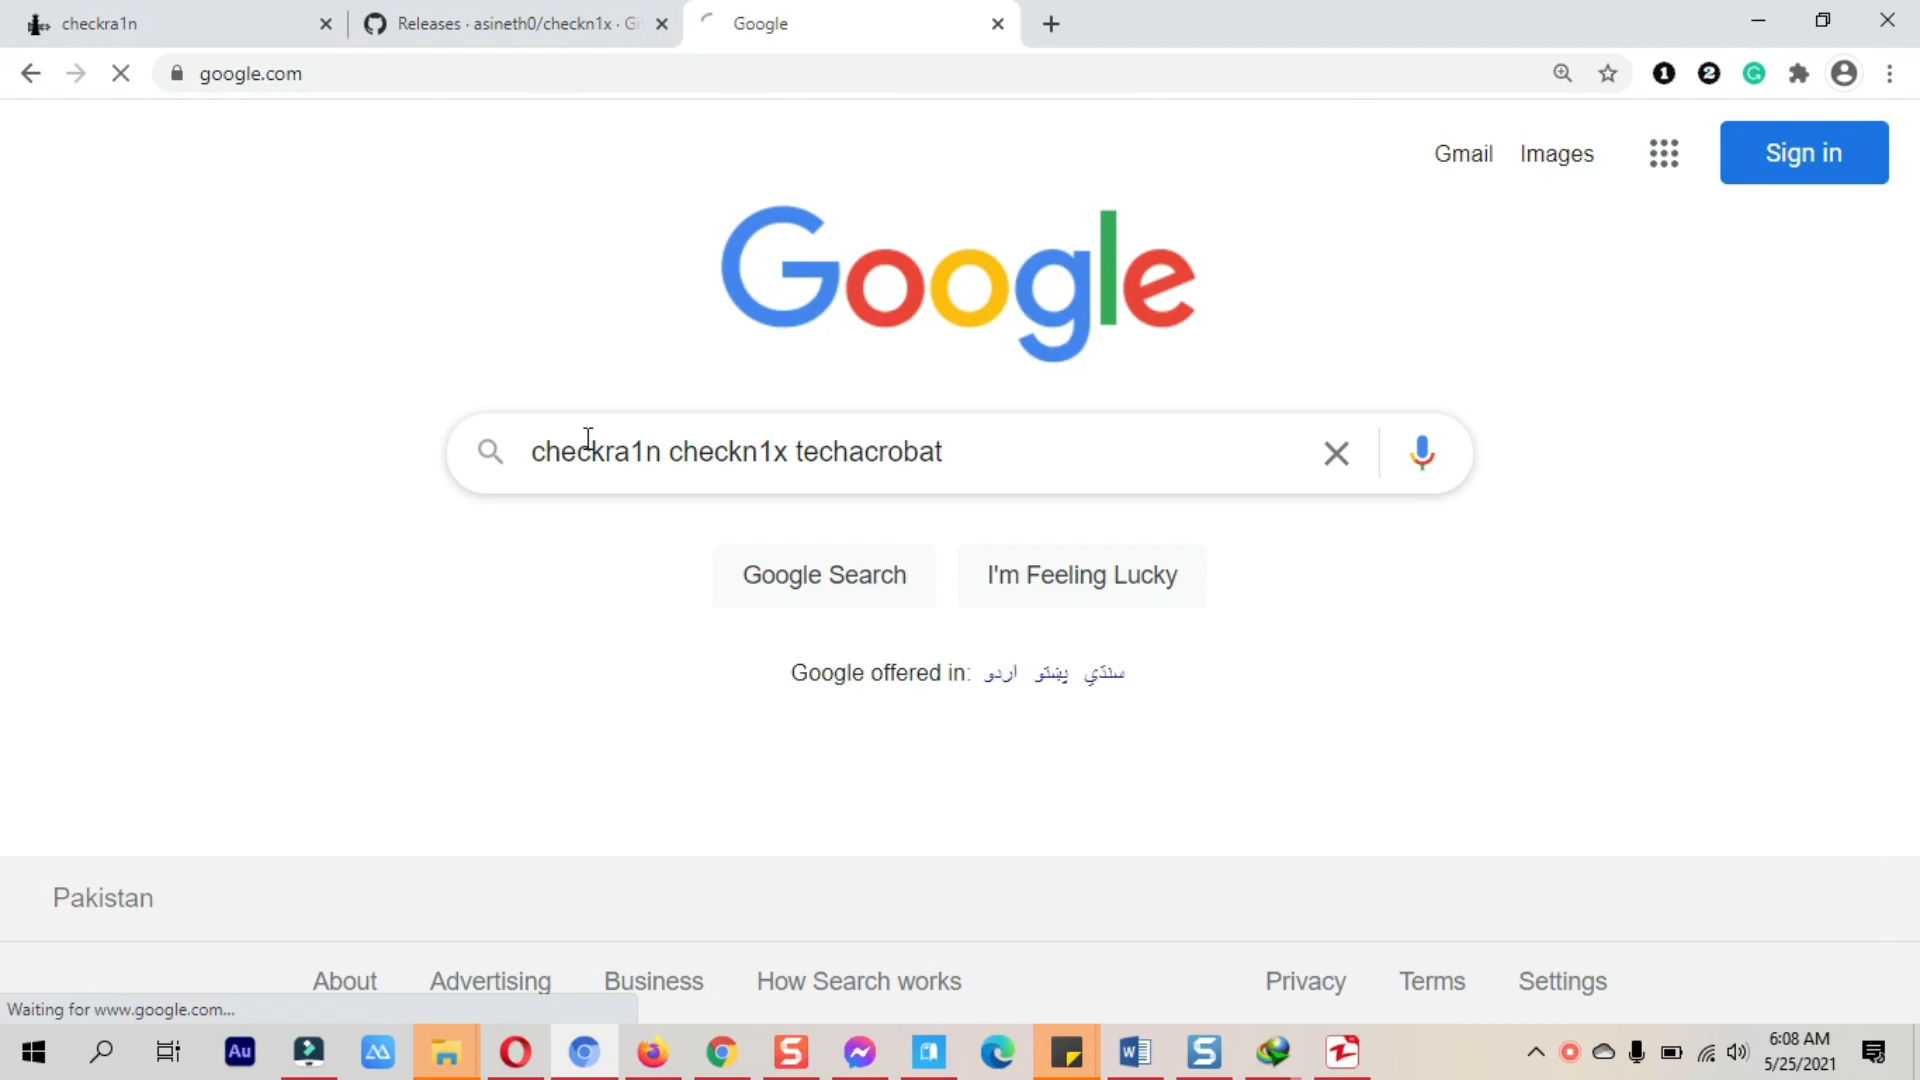 checkra1n
Releases · asineth0/checkn1x · Gi
Google
google.com
Gmail Images Sign in
Google
checkra1n checkn1x techacrobat
Google Search I'm Feeling Lucky
Google offered in: اردو پښتو سنڌي
Pakistan
About Advertising Business How Search works Privacy Terms Settings
Waiting for www.google.com...
6:08 AM
5/25/2021